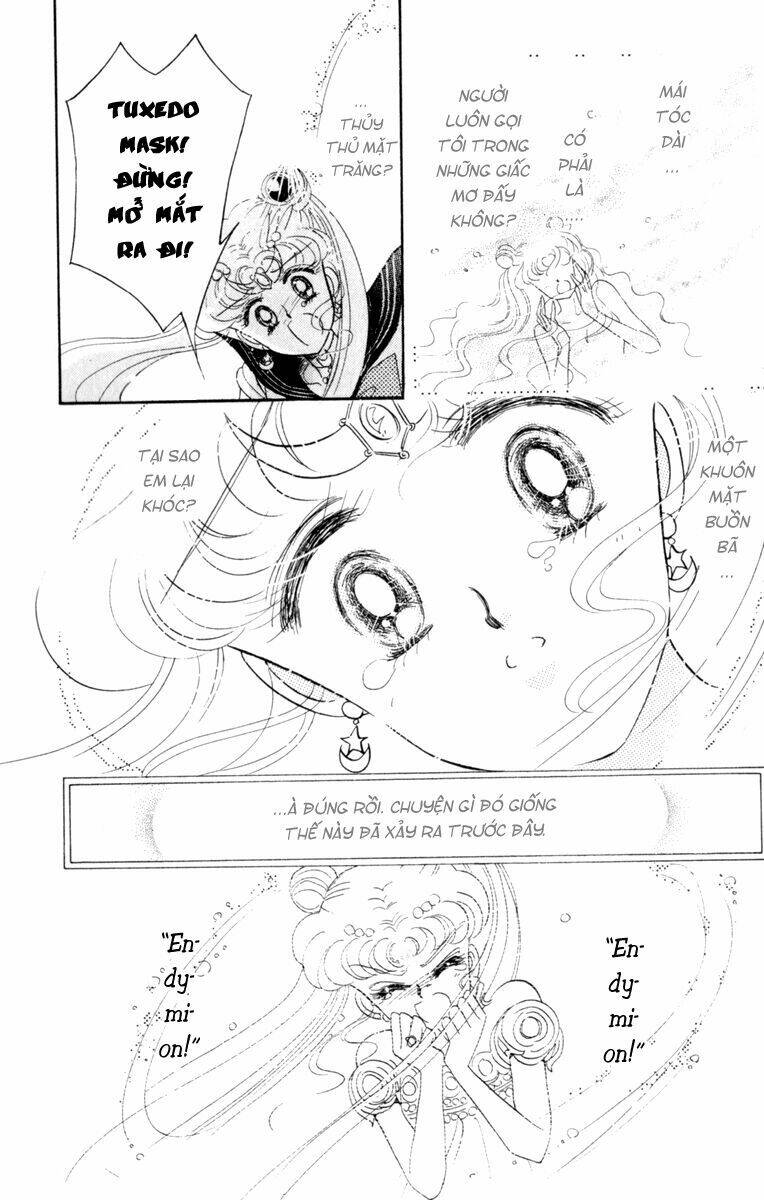 MÁI
TÓC
DÀI
...
CÓ
PHẢI
LÀ
....
NGƯỜI
LUÔN GỌI
TÔI TRONG
NHỮNG GIẤC
MƠ ĐẤY
KHÔNG?
...
THỦY
THỦ MẶT
TRĂNG?
TUXEDO
MASK!
ĐỪNG!
MỞ MẮT
RA ĐI!
MỘT
KHUÔN
MẶT
BUỒN
BÃ
...
TẠI SAO
EM LẠI
KHÓC?
...À ĐÚNG RỒI. CHUYỆN GÌ ĐÓ GIỐNG
THẾ NÀY ĐÃ XẢY RA TRƯỚC ĐÂY.
"En-
dy-
mi-
on!"
"En-
dy-
mi-
on!"